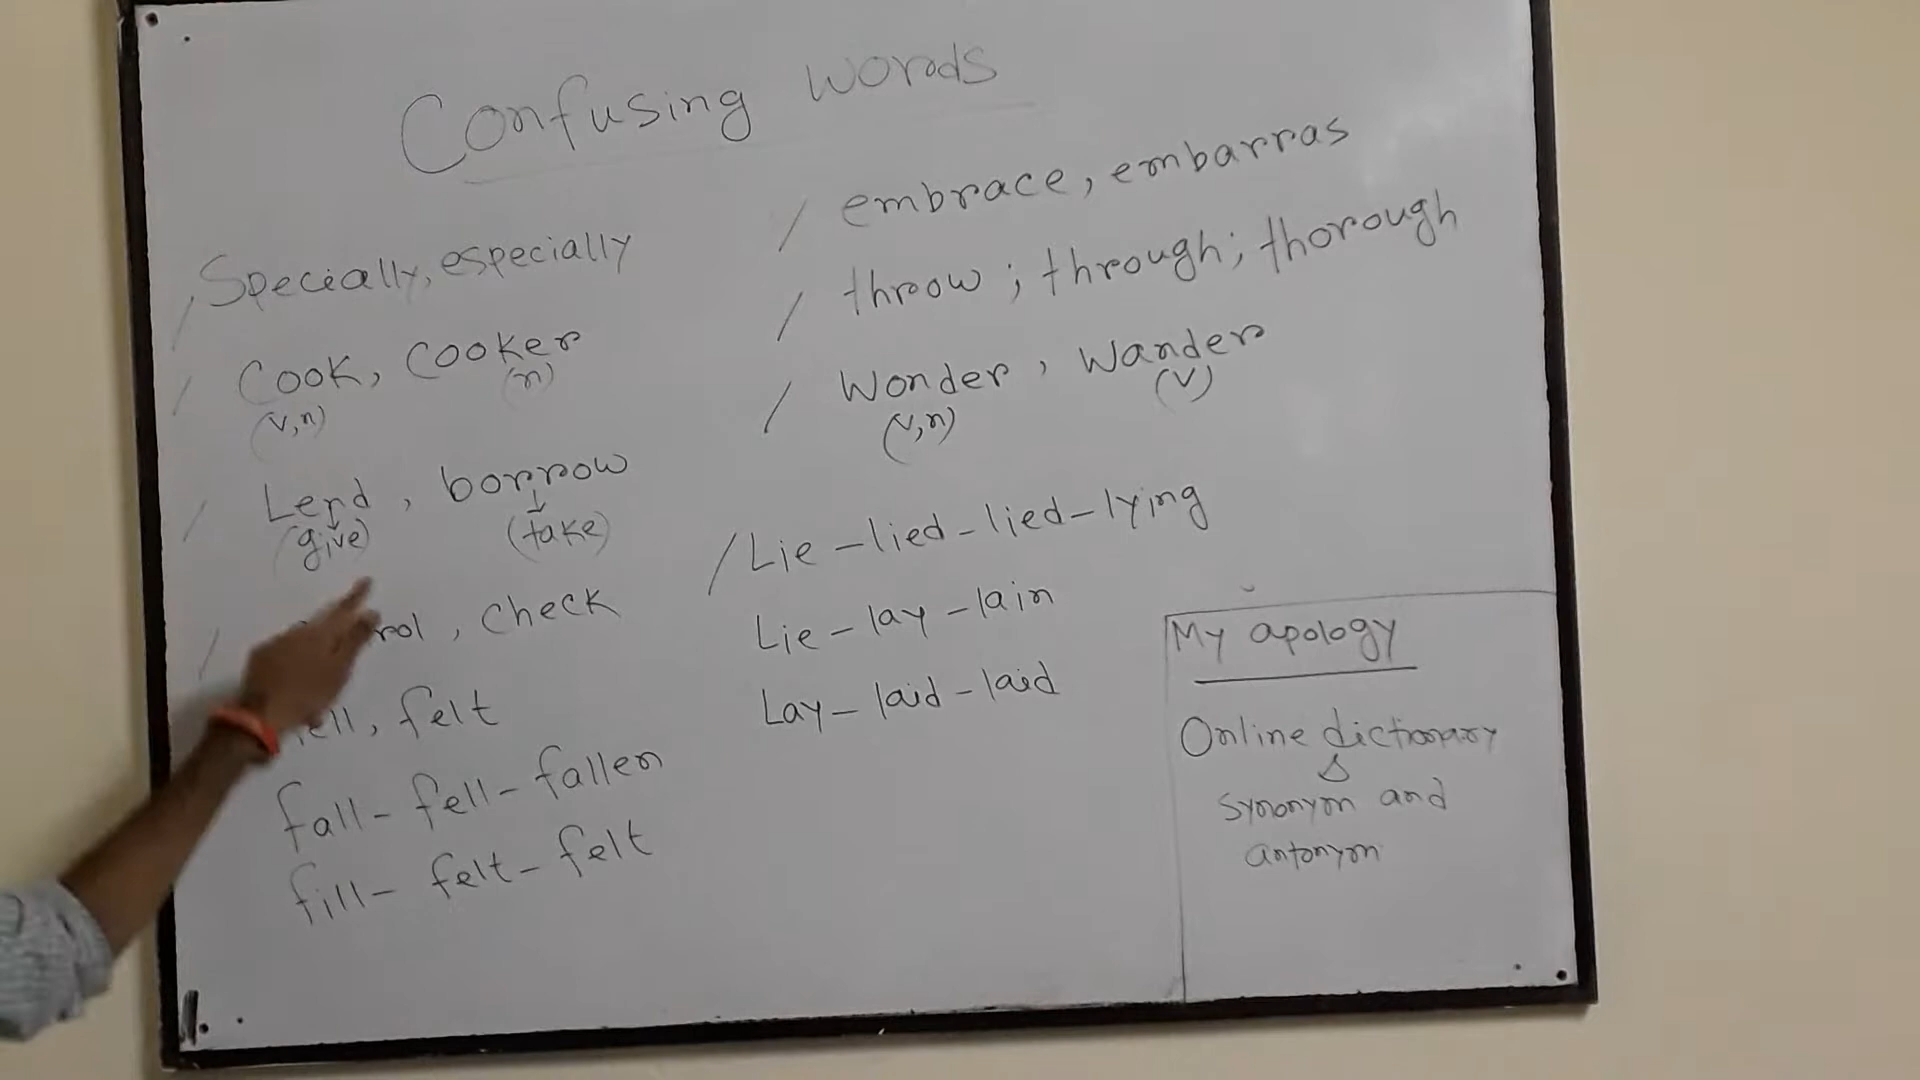 Confusing words
Specially, especially
Cook, Cooker
(v,n) (n)
Lend, borrow
(give) (take)
, Check
, felt
fall - fell - fallen
fill - felt - felt
embrace, embarras
throw; through; thorough
Wonder, Wander
(v,n) (v)
Lie - lied - lied - lying
Lie - lay - lain
Lay - laid - laid
My apology
Online dictionary
synonym and
antonym